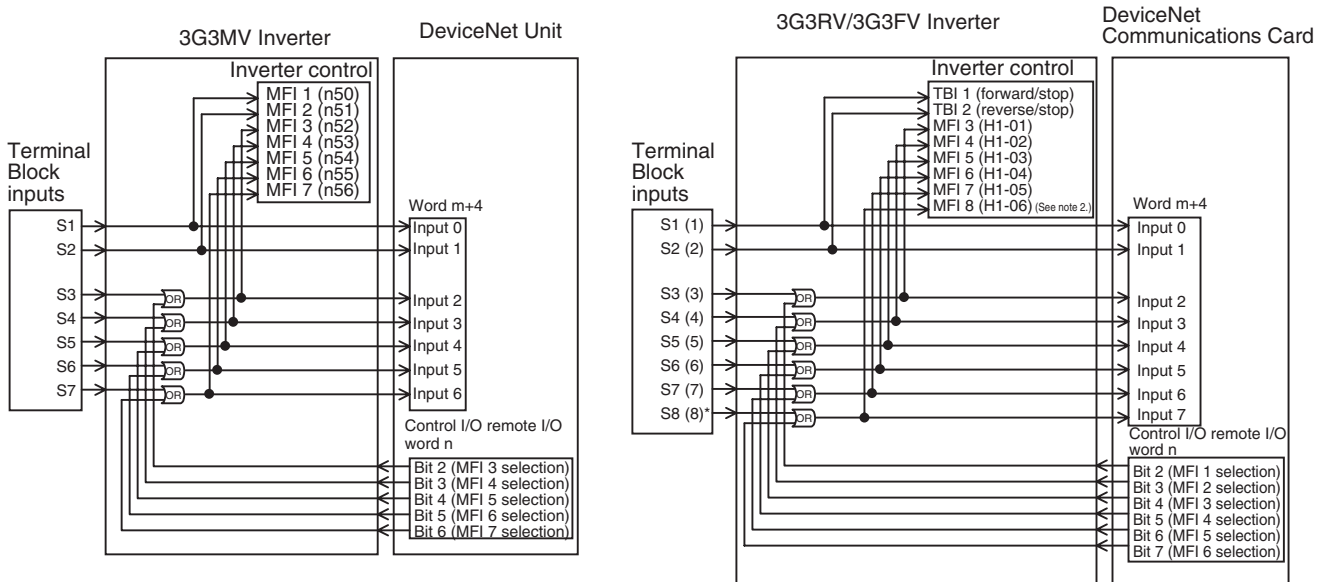 3G3MV Inverter
DeviceNet Unit
Inverter control
MFI 1 (n50)
MFI 2 (n51)
MFI 3 (n52)
MFI 4 (n53)
MFI 5 (n54)
MFI 6 (n55)
MFI 7 (n56)
Terminal
Block
inputs
S1
S2
S3
S4
S5
S6
S7
OR
OR
OR
OR
OR
Word m+4
Input 0
Input 1
Input 2
Input 3
Input 4
Input 5
Input 6
Control I/O remote I/O
word n
Bit 2 (MFI 3 selection)
Bit 3 (MFI 4 selection)
Bit 4 (MFI 5 selection)
Bit 5 (MFI 6 selection)
Bit 6 (MFI 7 selection)
3G3RV/3G3FV Inverter
DeviceNet
Communications Card
Inverter control
TBI 1 (forward/stop)
TBI 2 (reverse/stop)
MFI 3 (H1-01)
MFI 4 (H1-02)
MFI 5 (H1-03)
MFI 6 (H1-04)
MFI 7 (H1-05)
MFI 8 (H1-06) (See note 2.)
Terminal
Block
inputs
S1 (1)
S2 (2)
S3 (3)
S4 (4)
S5 (5)
S6 (6)
S7 (7)
S8 (8)*
OR
OR
OR
OR
OR
OR
Word m+4
Input 0
Input 1
Input 2
Input 3
Input 4
Input 5
Input 6
Input 7
Control I/O remote I/O
word n
Bit 2 (MFI 1 selection)
Bit 3 (MFI 2 selection)
Bit 4 (MFI 3 selection)
Bit 5 (MFI 4 selection)
Bit 6 (MFI 5 selection)
Bit 7 (MFI 6 selection)